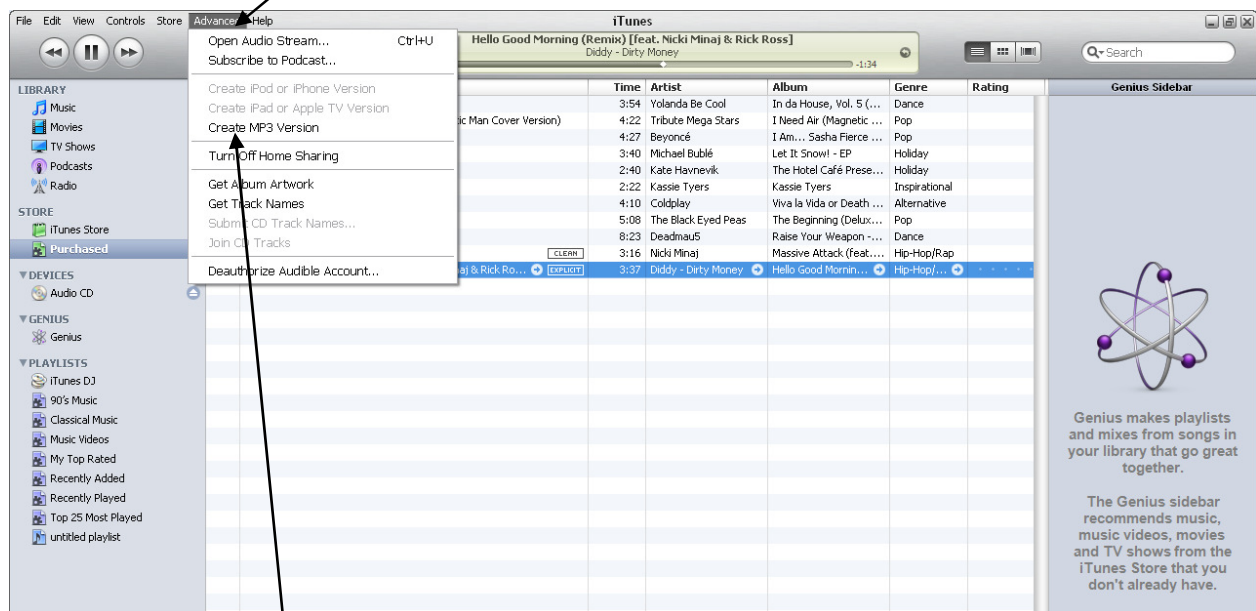 File Edit View Controls Store Advanced Help
iTunes
Hello Good Morning (Remix) [feat. Nicki Minaj & Rick Ross]
Diddy - Dirty Money
-1:34
Search
Open Audio Stream... Ctrl+U
Subscribe to Podcast...
Create iPod or iPhone Version
Create iPad or Apple TV Version
Create MP3 Version
Turn Off Home Sharing
Get Album Artwork
Get Track Names
Submit CD Track Names...
Join CD Tracks
Deauthorize Audible Account...
LIBRARY
Music
Movies
TV Shows
Podcasts
Radio
STORE
iTunes Store
Purchased
DEVICES
Audio CD
GENIUS
Genius
PLAYLISTS
iTunes DJ
90's Music
Classical Music
Music Videos
My Top Rated
Recently Added
Recently Played
Top 25 Most Played
untitled playlist
Time Artist Album Genre Rating
3:54 Yolanda Be Cool In da House, Vol. 5 (... Dance
tic Man Cover Version) 4:22 Tribute Mega Stars I Need Air (Magnetic ... Pop
4:27 Beyoncé I Am... Sasha Fierce ... Pop
3:40 Michael Bublé Let It Snow! - EP Holiday
2:40 Kate Havnevik The Hotel Café Prese... Holiday
2:22 Kassie Tyers Kassie Tyers Inspirational
4:10 Coldplay Viva la Vida or Death ... Alternative
5:08 The Black Eyed Peas The Beginning (Delux... Pop
8:23 Deadmau5 Raise Your Weapon -... Dance
CLEAN 3:16 Nicki Minaj Massive Attack (feat.... Hip-Hop/Rap
aj & Rick Ro... EXPLICIT 3:37 Diddy - Dirty Money Hello Good Mornin... Hip-Hop/...
Genius Sidebar
Genius makes playlists
and mixes from songs in
your library that go great
together.
The Genius sidebar
recommends music,
music videos, movies
and TV shows from the
iTunes Store that you
don't already have.